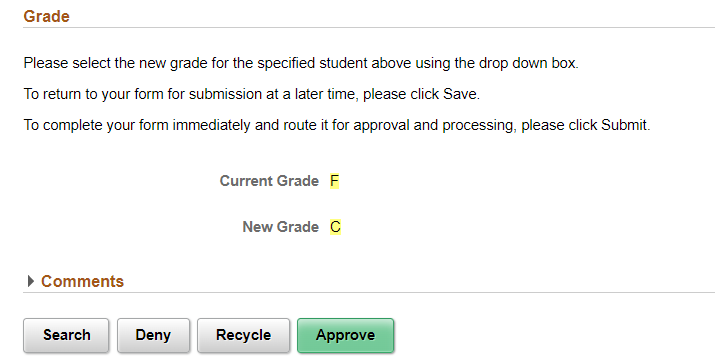 Grade
Please select the new grade for the specified student above using the drop down box.
To return to your form for submission at a later time, please click Save.
To complete your form immediately and route it for approval and processing, please click Submit.
Current Grade F
New Grade C
Comments
Search Deny Recycle Approve